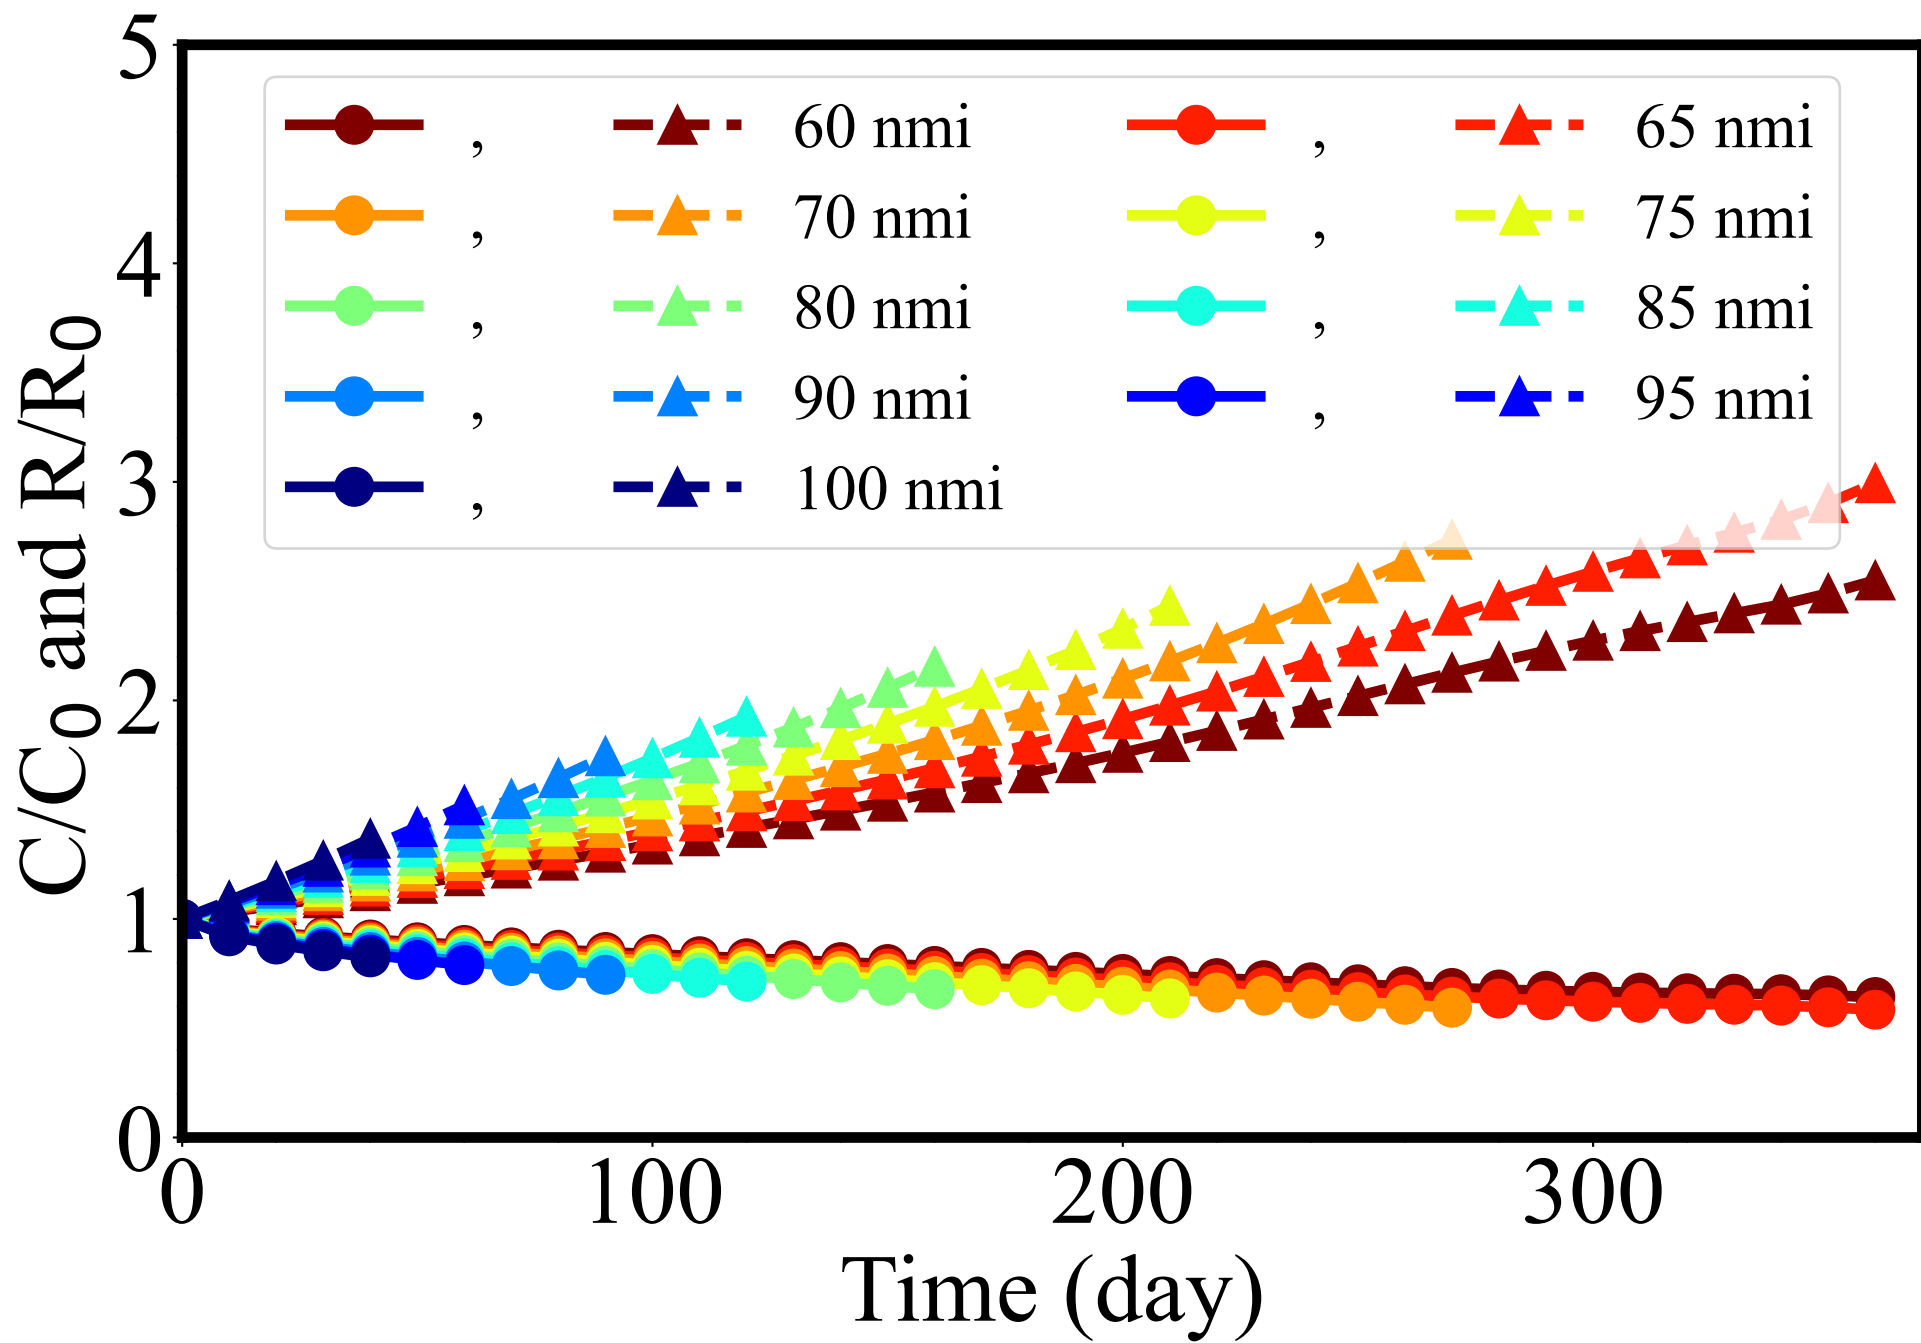 C/C₀ and R/R₀
5
4
3
2
1
0
, 60 nmi , 65 nmi
, 70 nmi , 75 nmi
, 80 nmi , 85 nmi
, 90 nmi , 95 nmi
, 100 nmi
0 100 200 300
Time (day)